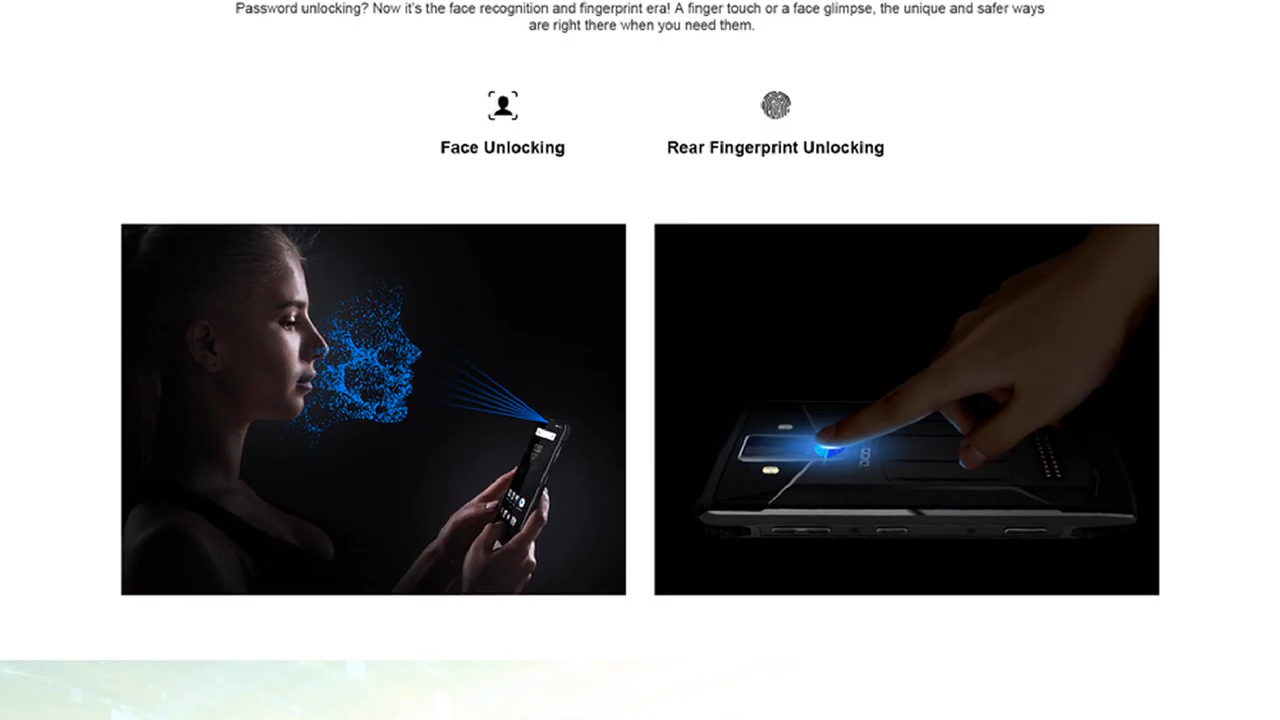 Password unlocking? Now it's the face recognition and fingerprint era! A finger touch or a face glimpse, the unique and safer ways
are right there when you need them.
Face Unlocking
Rear Fingerprint Unlocking